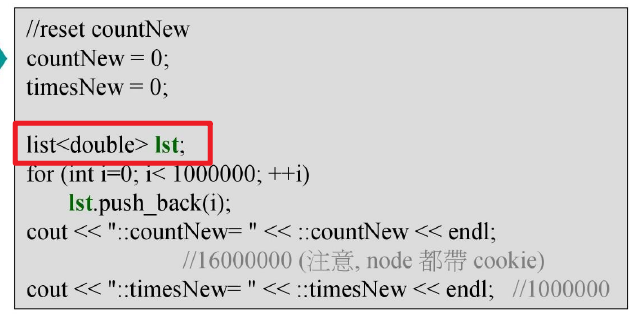 //reset countNew
countNew = 0;
timesNew = 0;
list<double> lst;
for (int i=0; i< 1000000; ++i)
lst.push_back(i);
cout << "::countNew= " << ::countNew << endl;
//16000000 (注意, node 都帶 cookie)
cout << "::timesNew= " << ::timesNew << endl; //1000000